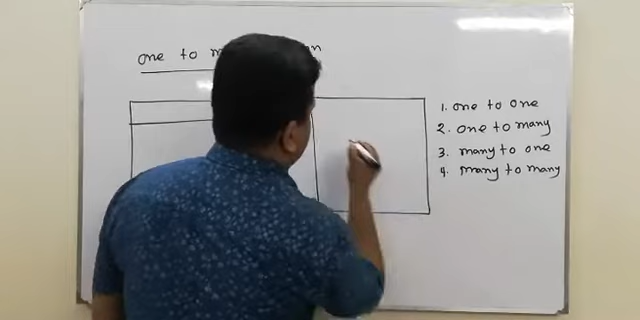 one to
1. one to one
2. one to many
3. many to one
4. many to many